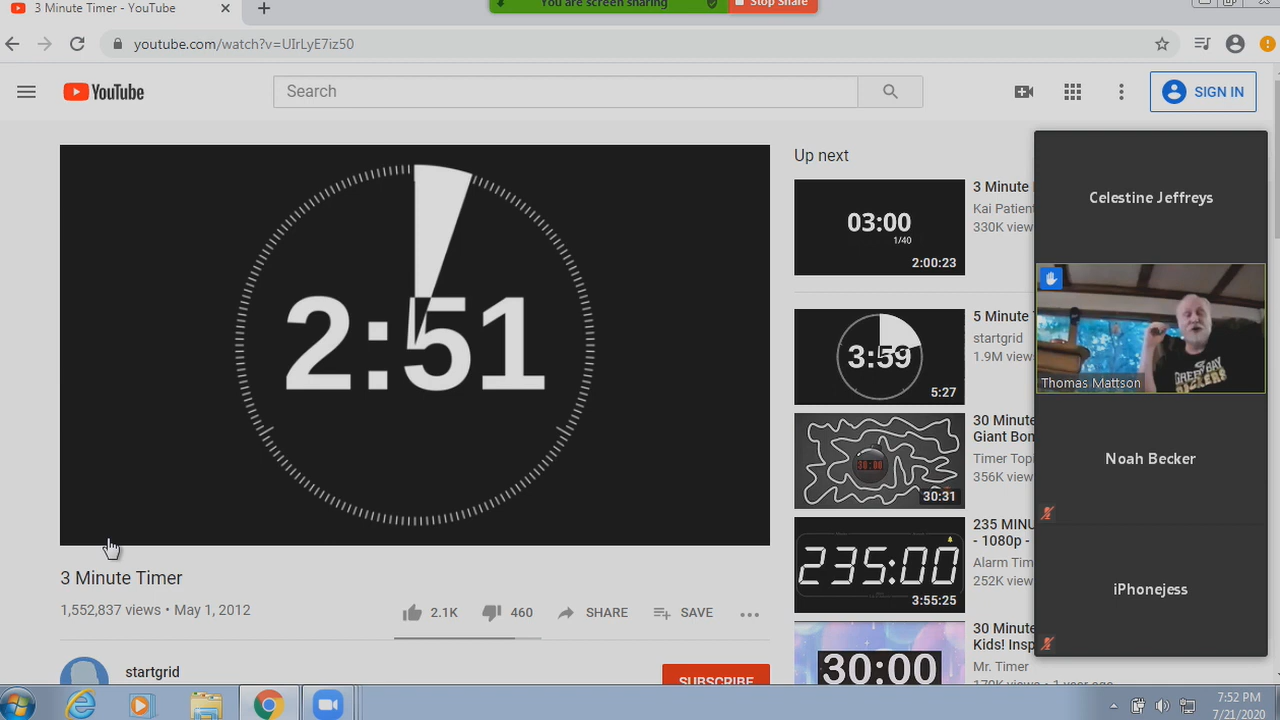 3 Minute Timer - YouTube
You are screen sharing
Stop Share
youtube.com/watch?v=UIrLyE7iz50
YouTube
Search
SIGN IN
2:51
3 Minute Timer
1,552,837 views • May 1, 2012
2.1K
460
SHARE
SAVE
startgrid
SUBSCRIBE
Up next
03:00
1/40
2:00:23
3 Minute
Kai Patient
330K view
3:59
5:27
5 Minute
startgrid
1.9M views
30:00
30:31
30 Minute
Giant Bon
Timer Top
356K view
235:00
3:55:25
235 MINU
- 1080p -
Alarm Tim
252K view
30:00
30 Minute
Kids! Insp
Mr. Timer
Celestine Jeffreys
GREEN BAY
Thomas Mattson
Noah Becker
iPhonejess
7:52 PM
7/21/2020